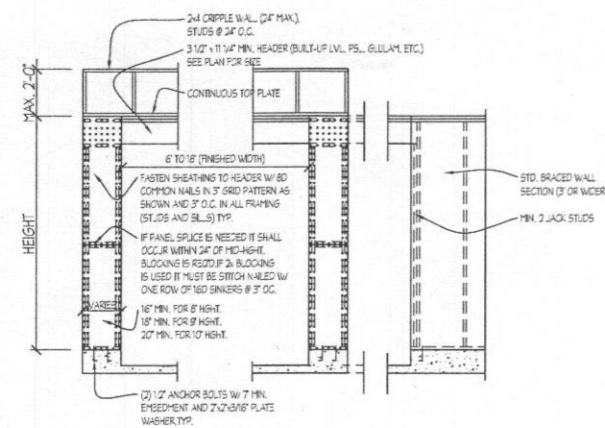 2x4 CRIPPLE WALL (24" MAX.),
STUDS @ 24" O.C.
3 1/2" x 11 1/4" MIN. HEADER (BUILT-UP LVL, PSL, GLULAM, ETC.)
SEE PLAN FOR SIZE
MAX. 2'-0"
CONTINUOUS TOP PLATE
6' TO 18' (FINISHED WIDTH)
FASTEN SHEATHING TO HEADER W/ 8D
COMMON NAILS IN 3" GRID PATTERN AS
SHOWN AND 3" O.C. IN ALL FRAMING
(STUDS AND SILLS) TYP.
STD. BRACED WALL
SECTION (3' OR WIDER
MIN. 2 JACK STUDS
HEIGHT
IF PANEL SPLICE IS NEEDED IT SHALL
OCCUR WITHIN 24" OF MID-HGHT.
BLOCKING IS REQ'D. IF 2x BLOCKING
IS USED IT MUST BE STITCH NAILED W/
ONE ROW OF 16D SINKERS @ 3" OC.
VARIES
16" MIN. FOR 8' HGHT.
18" MIN. FOR 9' HGHT.
20" MIN. FOR 10' HGHT.
(2) 1/2" ANCHOR BOLTS W/ 7" MIN.
EMBEDMENT AND 2"x2"x3/16" PLATE
WASHER, TYP.